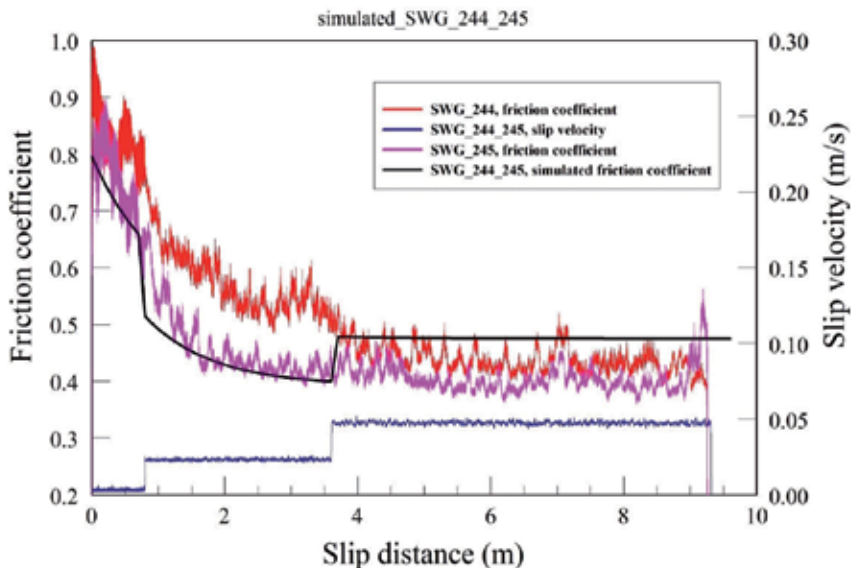 simulated_SWG_244_245
1.0
0.9
0.8
0.7
0.6
0.5
0.4
0.3
0.2
Friction coefficient
SWG_244, friction coefficient
SWG_244_245, slip velocity
SWG_245, friction coefficient
SWG_244_245, simulated friction coefficient
0.30
0.25
0.20
0.15
0.10
0.05
0.00
Slip velocity (m/s)
0 2 4 6 8 10
Slip distance (m)